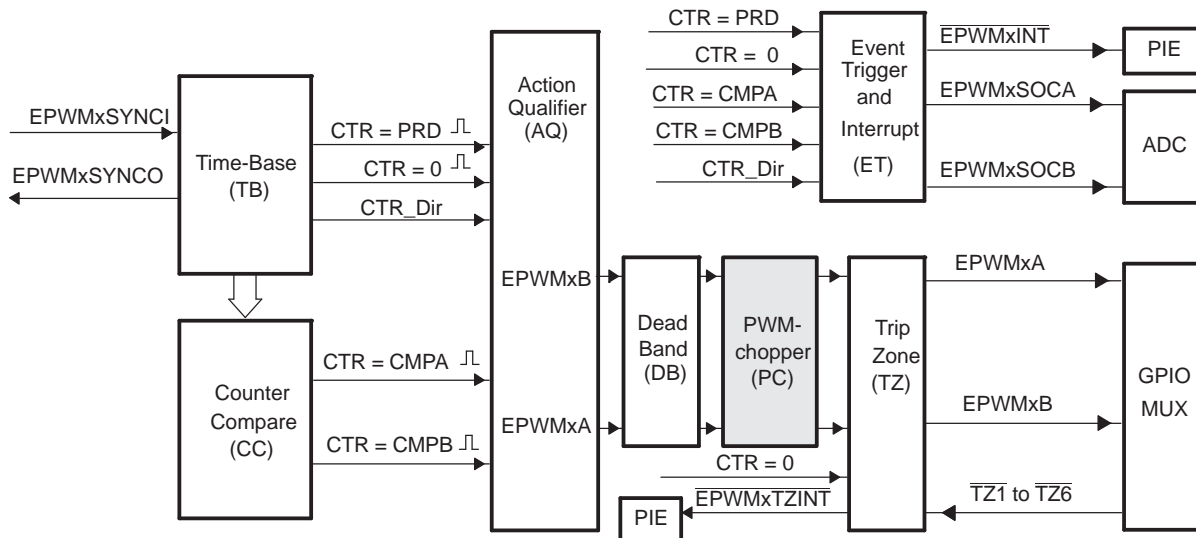 EPWMxSYNCI
EPWMxSYNCO
Time-Base
(TB)
CTR = PRD
CTR = 0
CTR_Dir
Counter
Compare
(CC)
CTR = CMPA
CTR = CMPB
Action
Qualifier
(AQ)
EPWMxB
EPWMxA
CTR = PRD
CTR = 0
CTR = CMPA
CTR = CMPB
CTR_Dir
Event
Trigger
and
Interrupt
(ET)
EPWMxINT
EPWMxSOCA
EPWMxSOCB
PIE
ADC
Dead
Band
(DB)
PWM-
chopper
(PC)
Trip
Zone
(TZ)
CTR = 0
EPWMxTZINT
PIE
EPWMxA
EPWMxB
TZ1 to TZ6
GPIO
MUX